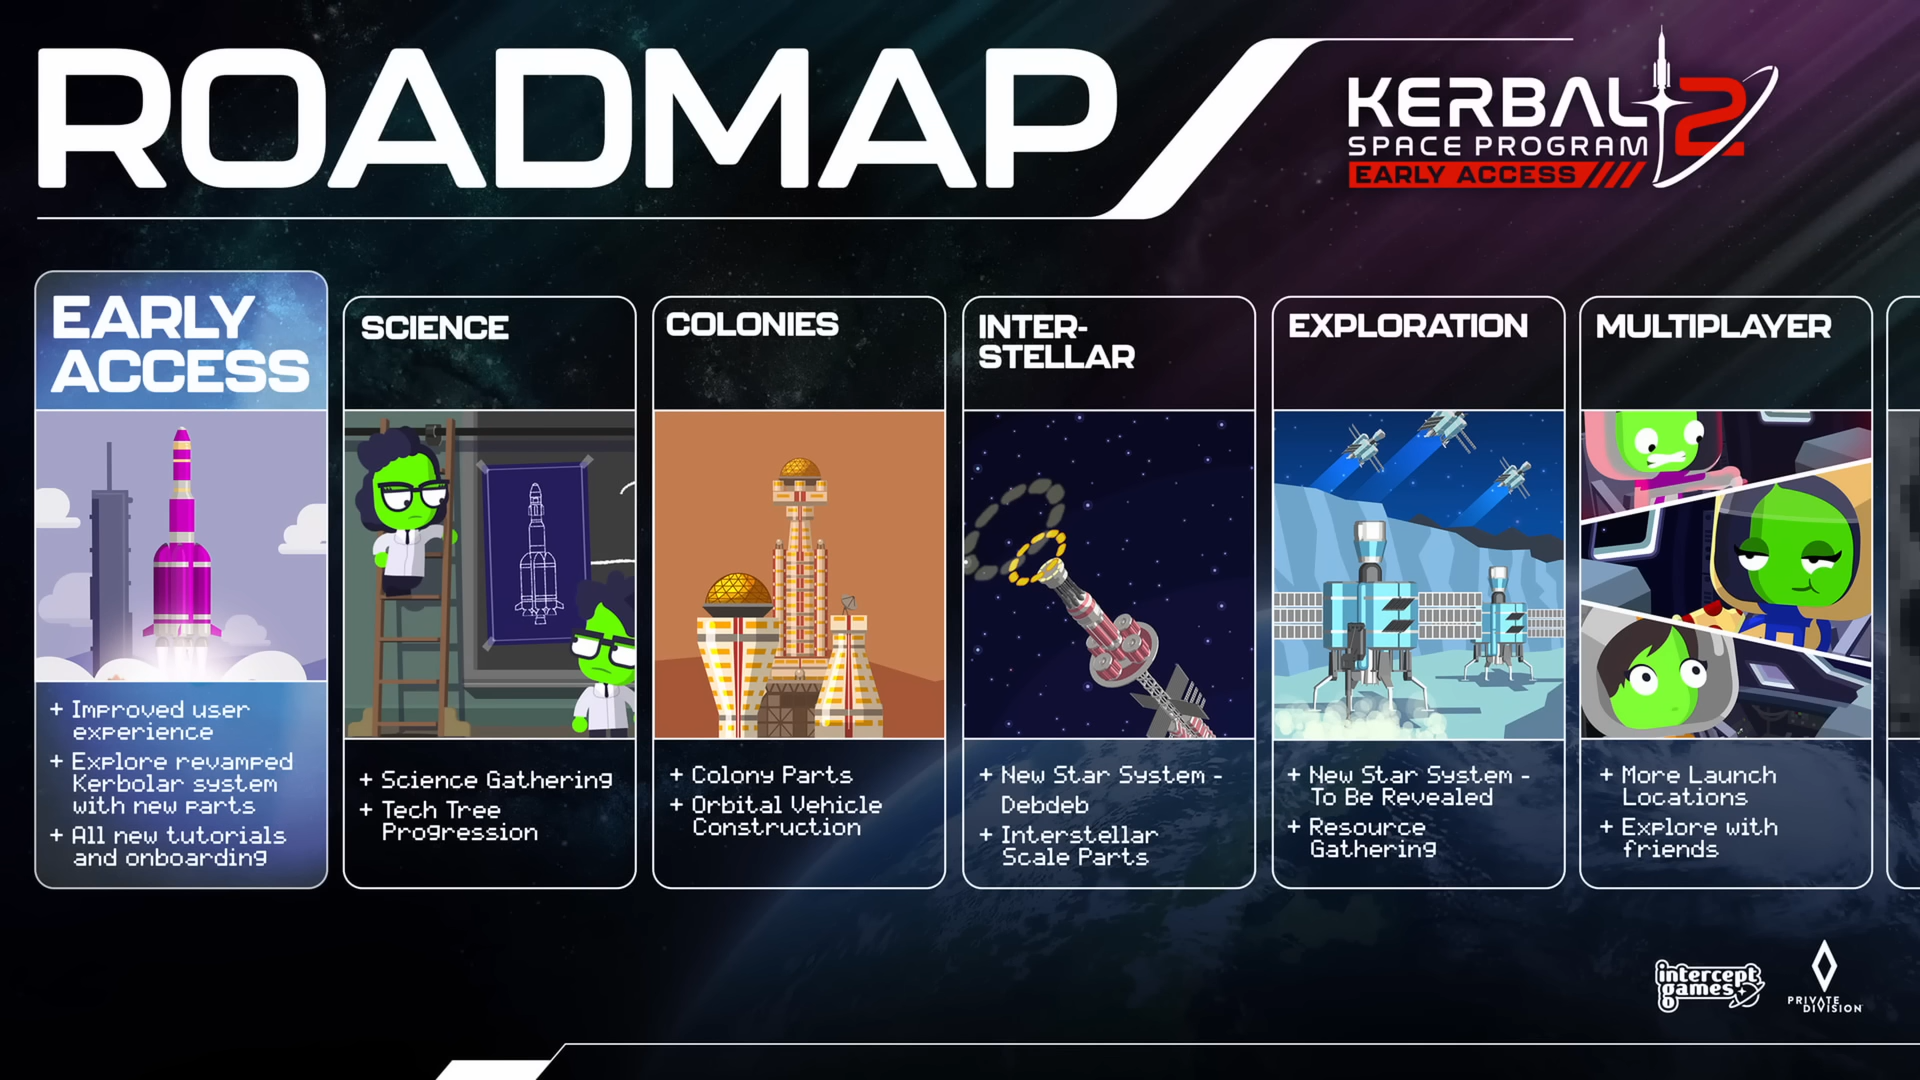 ROADMAP
KERBAL 2
SPACE PROGRAM
EARLY ACCESS
EARLY
ACCESS
+ Improved user
experience
+ Explore revamped
Kerbolar system
with new parts
+ All new tutorials
and onboarding
SCIENCE
+ Science Gathering
+ Tech Tree
Progression
COLONIES
+ Colony Parts
+ Orbital Vehicle
Construction
INTER-
STELLAR
+ New Star System -
Debdeb
+ Interstellar
Scale Parts
EXPLORATION
+ New Star System -
To Be Revealed
+ Resource
Gathering
MULTIPLAYER
+ More Launch
Locations
+ Explore with
friends
intercept
games
PRIVATE
DIVISION